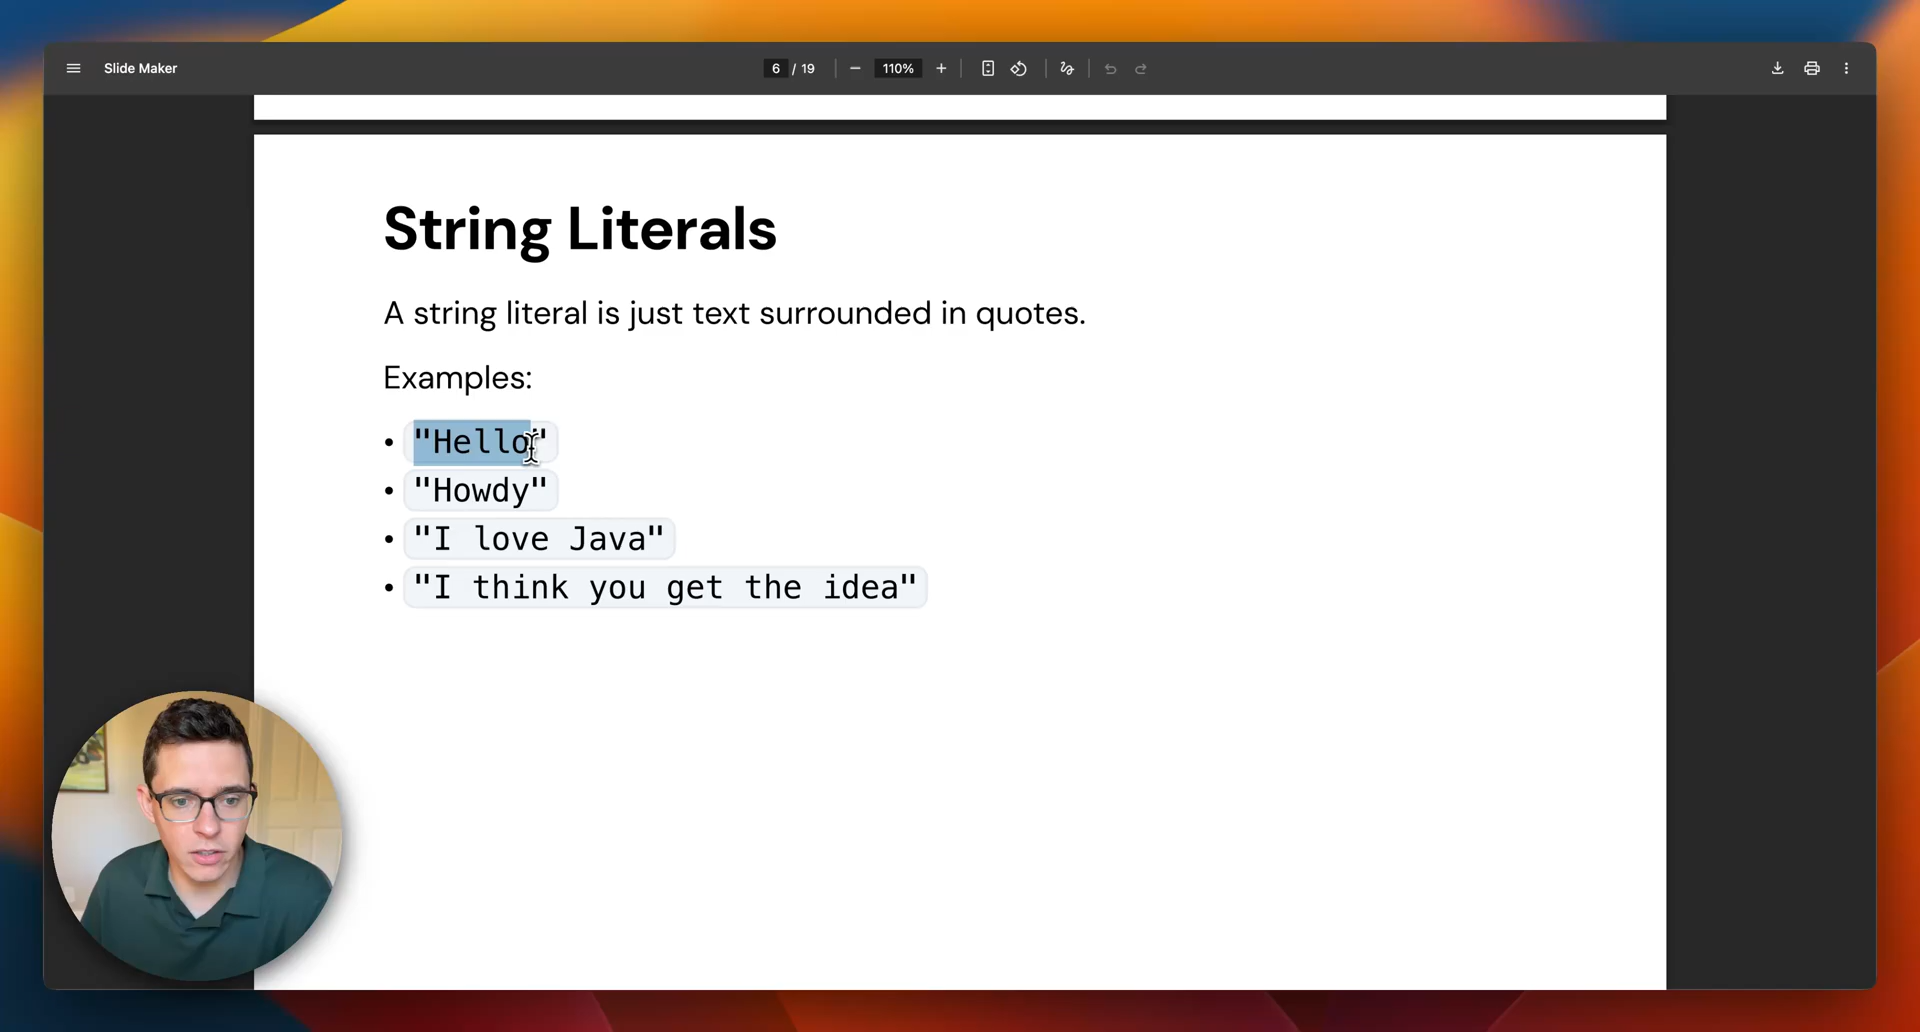 Slide Maker
6 / 19
110%
String Literals
A string literal is just text surrounded in quotes.
Examples:
• "Hello"
• "Howdy"
• "I love Java"
• "I think you get the idea"